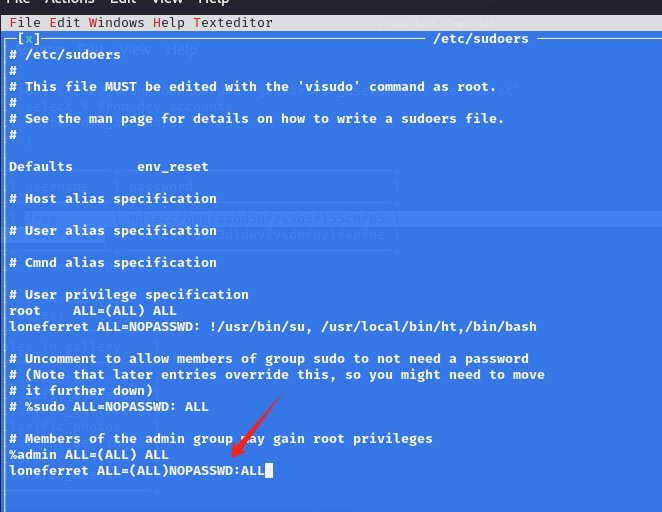 File Actions Edit View Help
File Edit Windows Help Texteditor
[x] /etc/sudoers
# /etc/sudoers
#
# This file MUST be edited with the 'visudo' command as root.
#
# See the man page for details on how to write a sudoers file.
#
Defaults env_reset
# Host alias specification
# User alias specification
# Cmnd alias specification
# User privilege specification
root ALL=(ALL) ALL
loneferret ALL=NOPASSWD: !/usr/bin/su, /usr/local/bin/ht,/bin/bash
# Uncomment to allow members of group sudo to not need a password
# (Note that later entries override this, so you might need to move
# it further down)
# %sudo ALL=NOPASSWD: ALL
# Members of the admin group may gain root privileges
%admin ALL=(ALL) ALL
loneferret ALL=(ALL)NOPASSWD:ALL